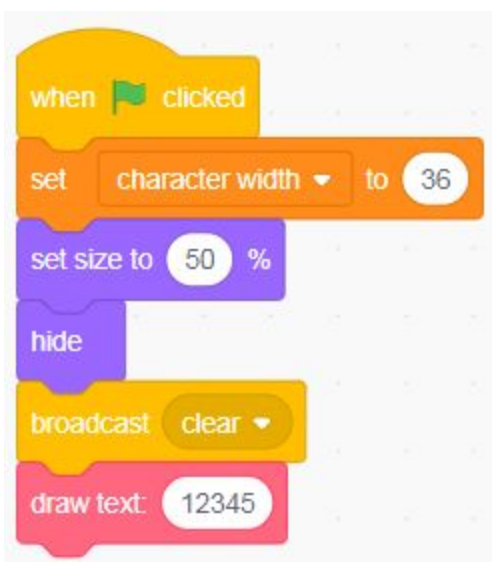 when clicked
set character width to 36
set size to 50 %
hide
broadcast clear
draw text: 12345